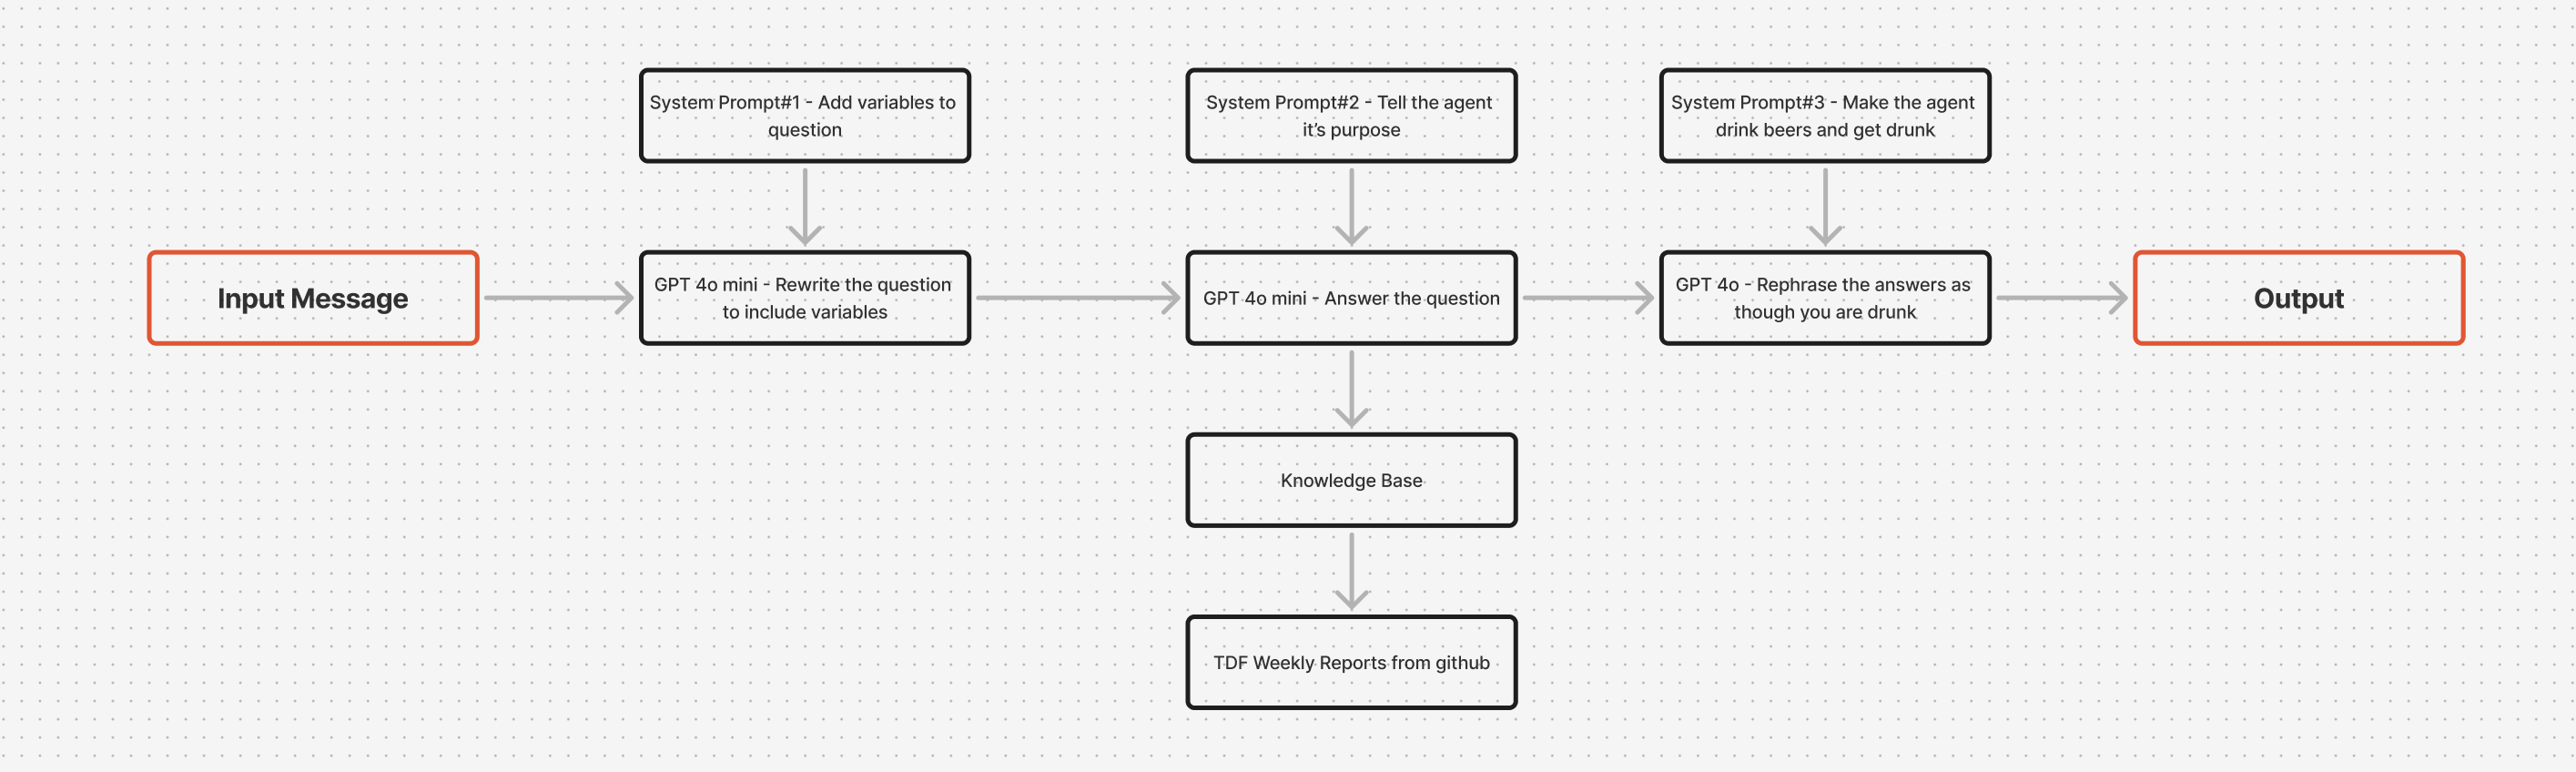 System Prompt#1 - Add variables to
question
System Prompt#2 - Tell the agent
it’s purpose
System Prompt#3 - Make the agent
drink beers and get drunk
Input Message
GPT 4o mini - Rewrite the question
to include variables
GPT 4o mini - Answer the question
GPT 4o - Rephrase the answers as
though you are drunk
Output
Knowledge Base
TDF Weekly Reports from github